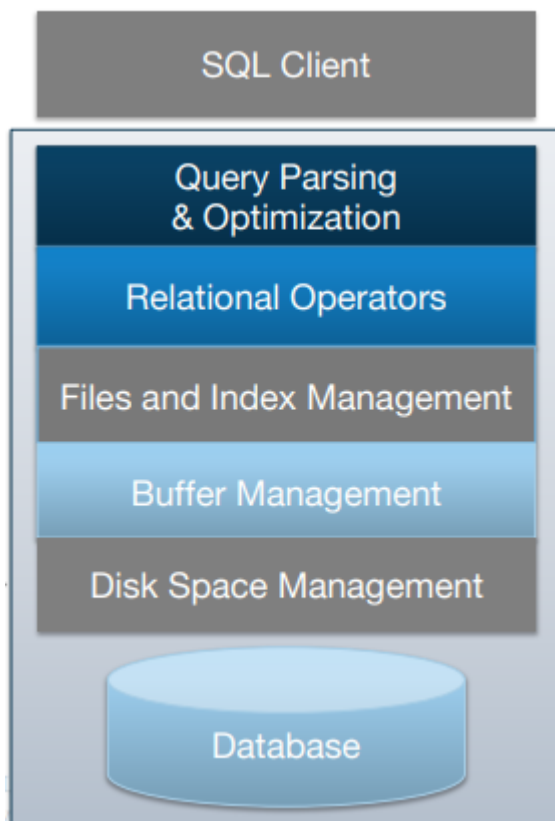 SQL Client
Query Parsing
& Optimization
Relational Operators
Files and Index Management
Buffer Management
Disk Space Management
Database